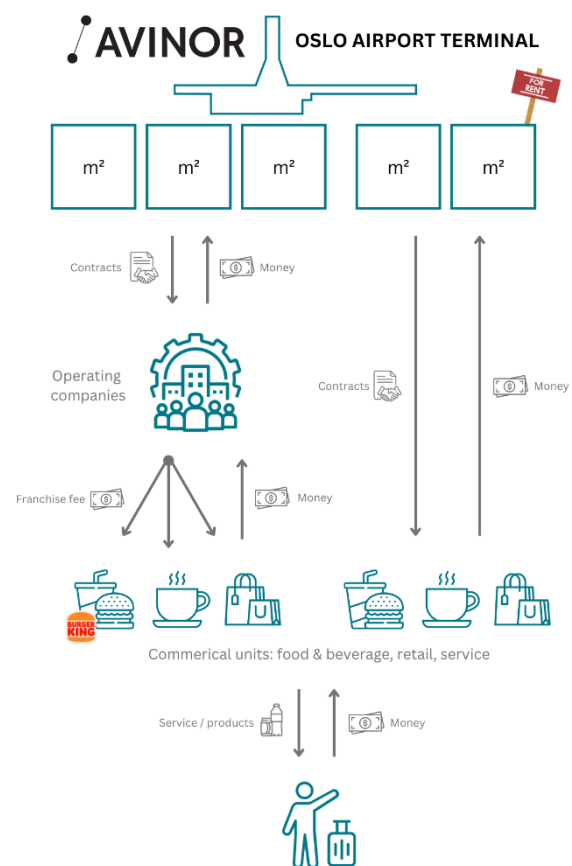 AVINOR
OSLO AIRPORT TERMINAL
FOR
RENT
m²
m²
m²
m²
m²
Contracts
Money
Operating
companies
Contracts
Money
Franchise fee
Money
BURGER
KING
Commerical units: food & beverage, retail, service
Service / products
Money